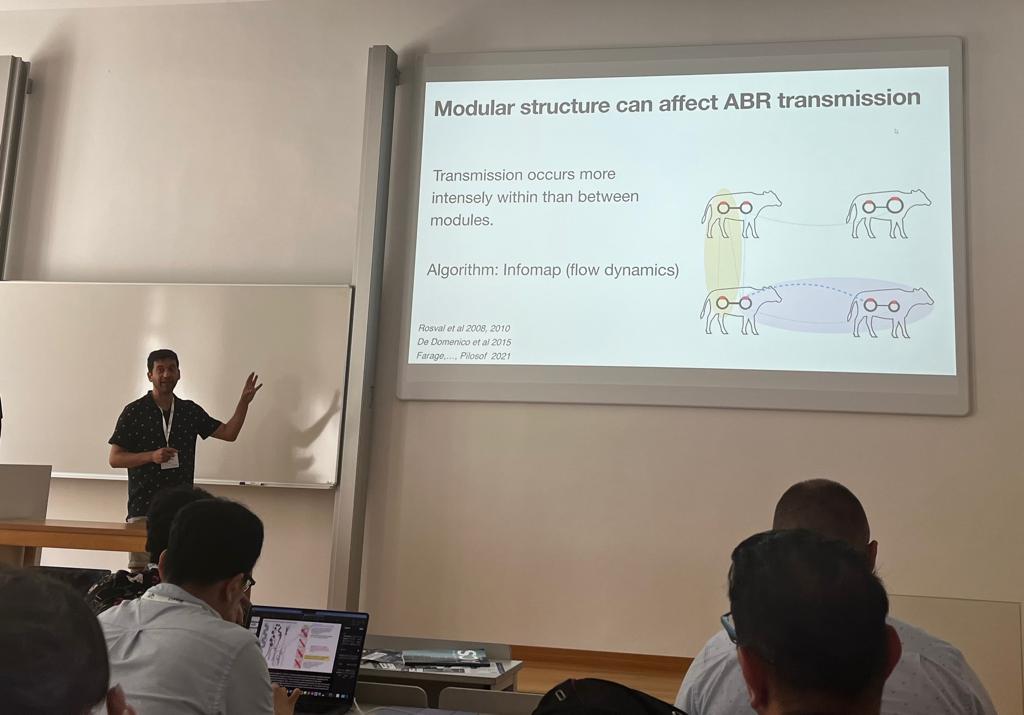 Modular structure can affect ABR transmission
Transmission occurs more
intensely within than between
modules.
Algorithm: Infomap (flow dynamics)
Rosval et al 2008, 2010
De Domenico et al 2015
Farage,..., Pilosof 2021